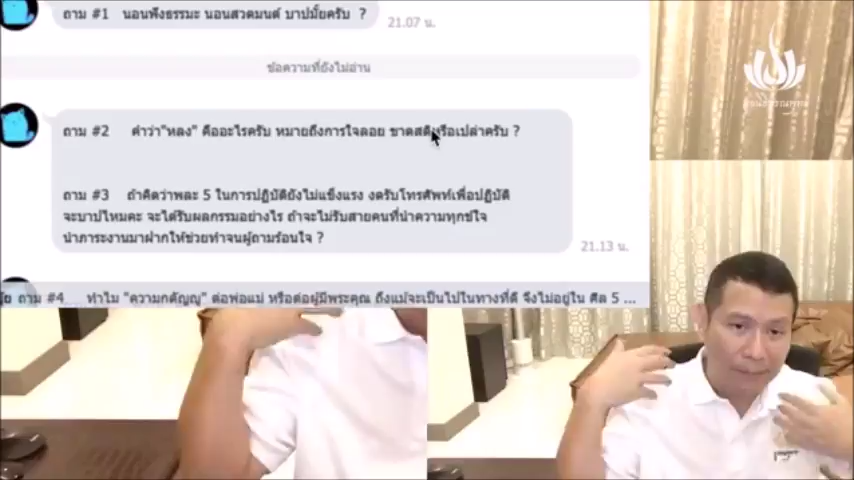 ถาม #1 นอนฟังธรรมะ นอนสวดมนต์ บาปมั้ยครับ ?
21.07 น.
ข้อความที่ยังไม่อ่าน
ถาม #2 คำว่า"หลง" คืออะไรครับ หมายถึงการใจลอย ขาดสติหรือเปล่าครับ ?
ถาม #3 ถ้าคิดว่าพละ 5 ในการปฏิบัติยังไม่แข็งแรง งดรับโทรศัพท์เพื่อปฏิบัติ
จะบาปไหมคะ จะได้รับผลกรรมอย่างไร ถ้าจะไม่รับสายคนที่นำความทุกข์ใจ
นำภาระงานมาฝากให้ช่วยทำจนผู้ถามร้อนใจ ?
21.13 น.
ถาม #4 ทำไม "ความกตัญญู" ต่อพ่อแม่ หรือต่อผู้มีพระคุณ ถึงแม้จะเป็นไปในทางที่ดี จึงไม่อยู่ใน ศีล 5 ...